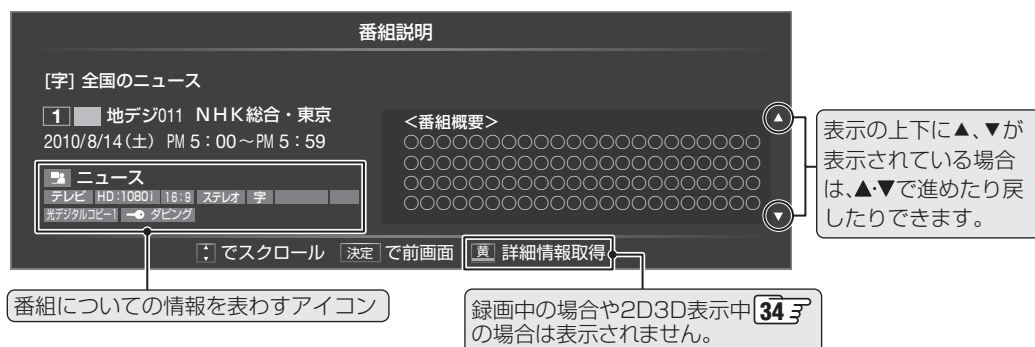 番組説明
[字] 全国のニュース
1 地デジ011 NHK総合・東京
2010/8/14(土) PM 5:00～PM 5:59
ニュース
テレビ HD:1080i 16:9 ステレオ 字
光デジタルコピー1 ダビング
<番組概要>
○○○○○○○○○○○○○○○○○○○○
○○○○○○○○○○○○○○○○○○○○
○○○○○○○○○○○○○○○○○○○○
○○○○○○○○○○○○○○○○○○○○
でスクロール 決定 で前画面 黄 詳細情報取得
表示の上下に▲、▼が
表示されている場合
は、▲・▼で進めたり戻
したりできます。
番組についての情報を表わすアイコン
録画中の場合や2D3D表示中 34
の場合は表示されません。